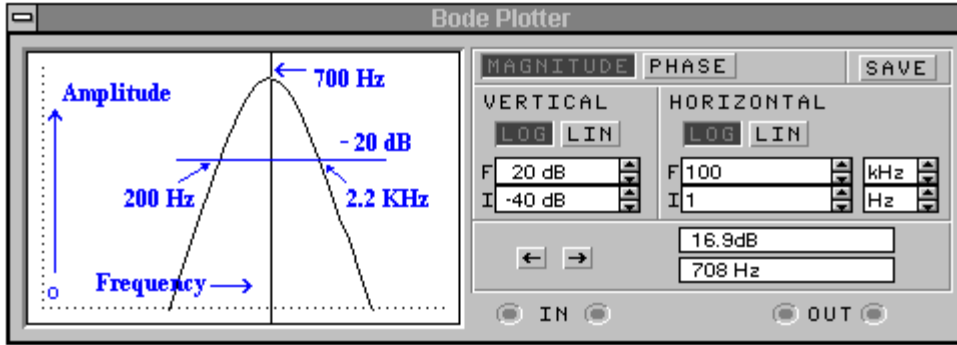 Bode Plotter
700 Hz
Amplitude
- 20 dB
200 Hz
2.2 KHz
Frequency
0
MAGNITUDE PHASE SAVE
VERTICAL HORIZONTAL
LOG LIN LOG LIN
F 20 dB F 100 kHz
I -40 dB I 1 Hz
← →
16.9dB
708 Hz
IN OUT